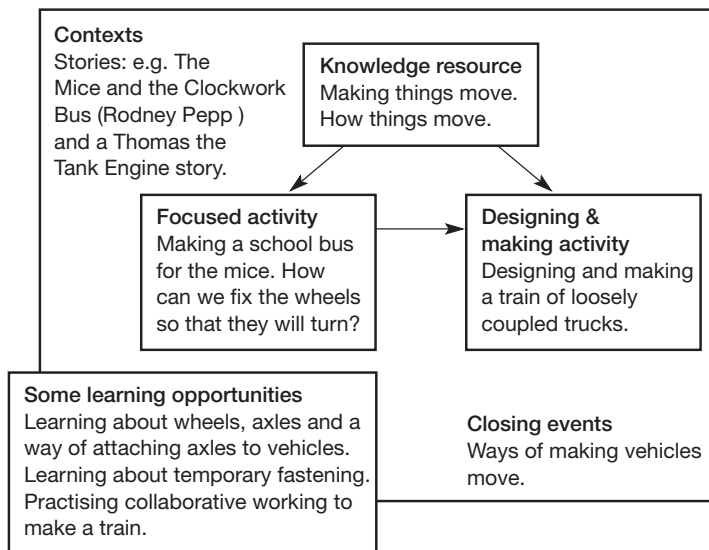 Contexts
Stories: e.g. The
Mice and the Clockwork
Bus (Rodney Pepp )
and a Thomas the
Tank Engine story.
Knowledge resource
Making things move.
How things move.
Focused activity
Making a school bus
for the mice. How
can we fix the wheels
so that they will turn?
Designing &
making activity
Designing and making
a train of loosely
coupled trucks.
Some learning opportunities
Learning about wheels, axles and a
way of attaching axles to vehicles.
Learning about temporary fastening.
Practising collaborative working to
make a train.
Closing events
Ways of making vehicles
move.